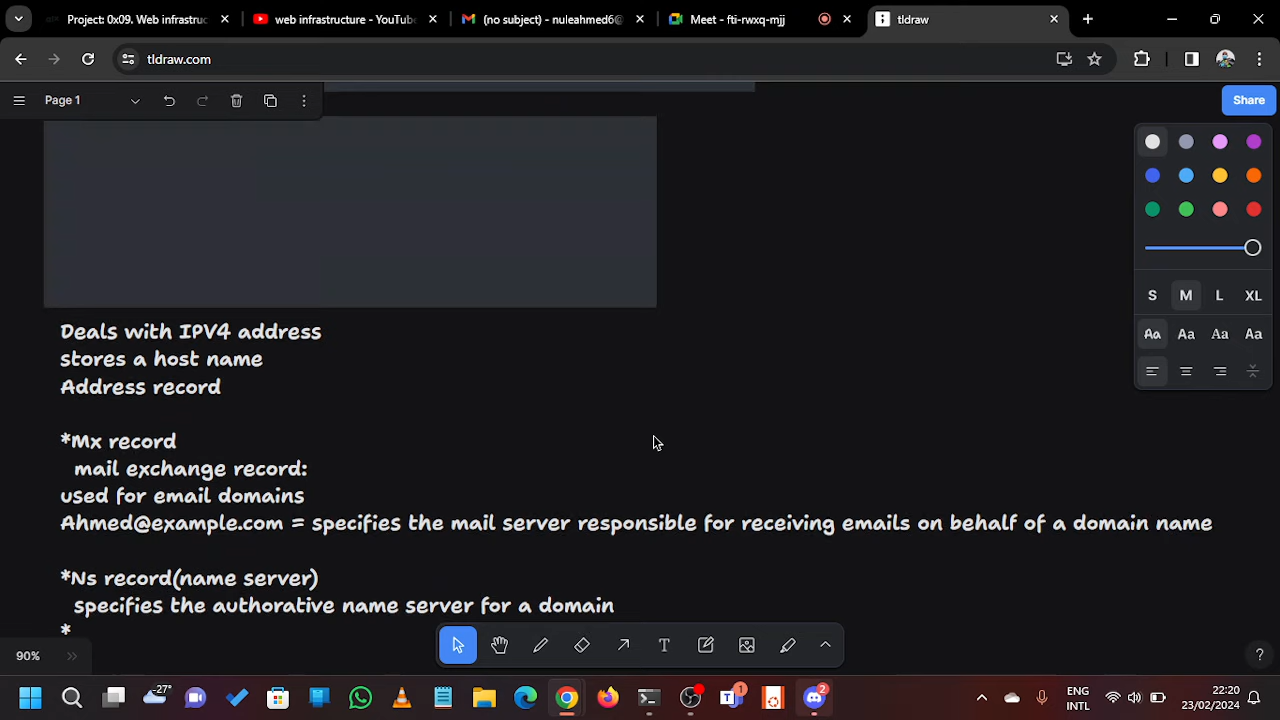 Project: 0x09. Web infrastruc
web infrastructure - YouTube
(no subject) - nuleahmed6@
Meet - fti-rwxq-mjj
tldraw
tldraw.com
Page 1
Share
S M L XL
Aa Aa Aa Aa
Deals with IPV4 address
stores a host name
Address record
*Mx record
mail exchange record:
used for email domains
Ahmed@example.com = specifies the mail server responsible for receiving emails on behalf of a domain name
*Ns record(name server)
specifies the authorative name server for a domain
*
90%
?
-27°
1
2
ENG
INTL
22:20
23/02/2024